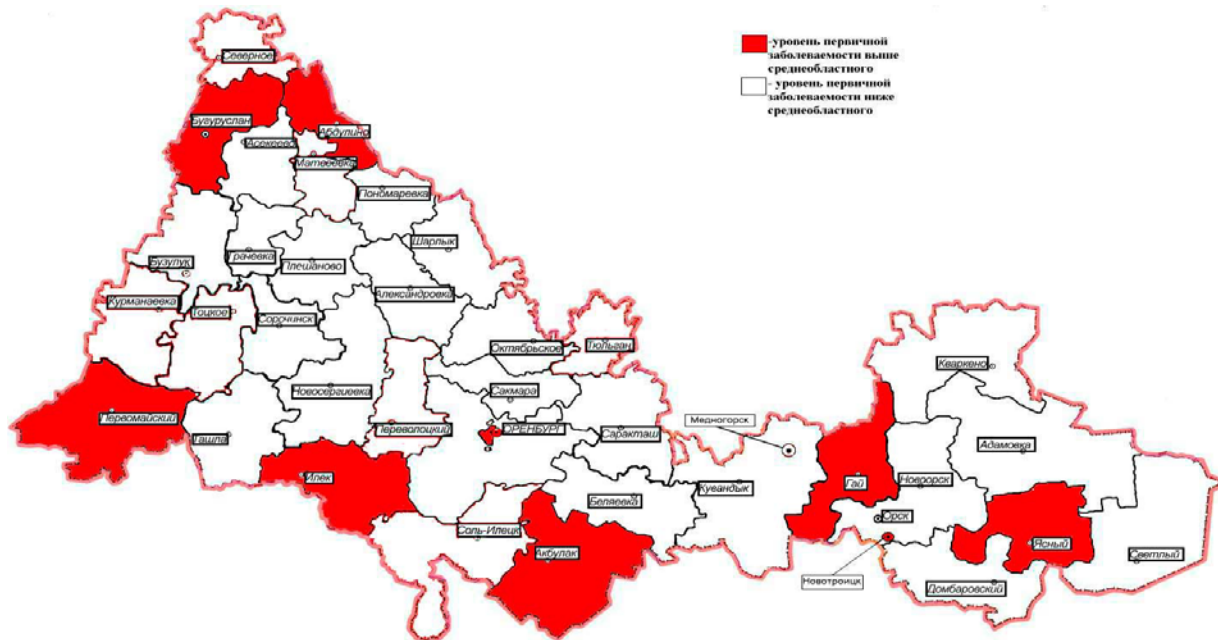 -уровень первичной
заболеваемости выше
среднеобластного
- уровень первичной
заболеваемости ниже
среднеобластного
Северное
Бугуруслан
Абдулино
Асекеево
Матвеевка
Пономаревка
Шарлык
Грачевка
Плешаново
Бузулук
Александровка
Курманаевка
Тоцкое
Сорочинск
Октябрьское
Тюльган
Кваркено
Новосергиевка
Сакмара
Первомайский
Медногорск
Переволоцкий
ОРЕНБУРГ
Саракташ
Ташла
Адамовка
Илек
Гай
Новоорск
Кувандык
Беляевка
Орск
Соль-Илецк
Акбулак
Ясный
Светлый
Новотроицк
Домбаровский